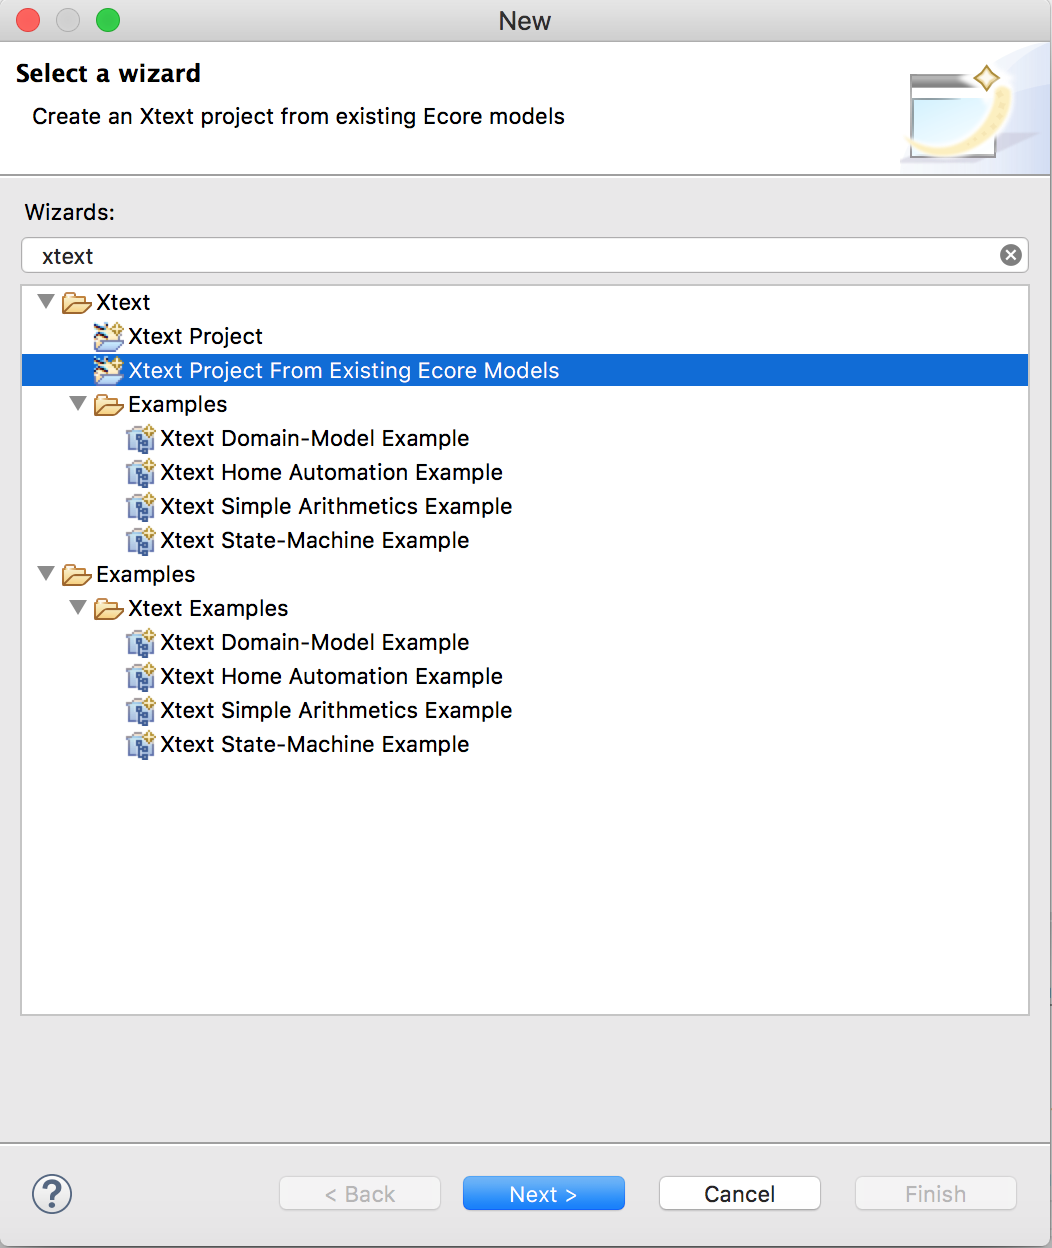 New
Select a wizard
Create an Xtext project from existing Ecore models
Wizards:
xtext
Xtext
Xtext Project
Xtext Project From Existing Ecore Models
Examples
Xtext Domain-Model Example
Xtext Home Automation Example
Xtext Simple Arithmetics Example
Xtext State-Machine Example
Examples
Xtext Examples
Xtext Domain-Model Example
Xtext Home Automation Example
Xtext Simple Arithmetics Example
Xtext State-Machine Example
? < Back Next > Cancel Finish